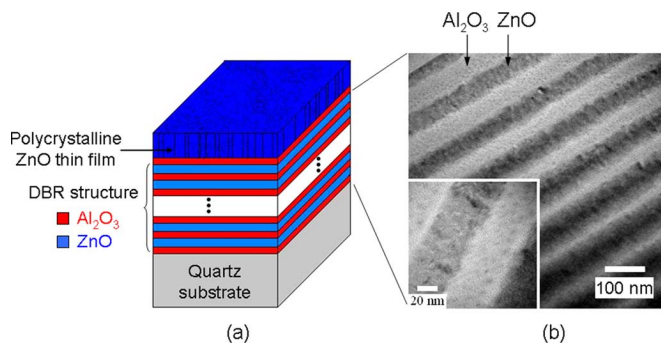 Al₂O₃ ZnO
Polycrystalline
ZnO thin film
DBR structure
Al₂O₃
ZnO
Quartz
substrate
20 nm
100 nm
(a)
(b)